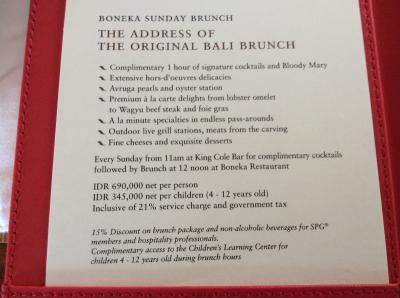 BONEKA SUNDAY BRUNCH
THE ADDRESS OF
THE ORIGINAL BALI BRUNCH
Complimentary 1 hour of signature cocktails and Bloody Mary
Extensive hors-d'oeuvres delicacies
Avruga pearls and oyster station
Premium à la carte delights from lobster omelet
to Wagyu beef steak and foie gras
A la minute specialties in endless pass-arounds
Outdoor live grill stations, meats from the carving
Fine cheeses and exquisite desserts
Every Sunday from 11am at King Cole Bar for complimentary cocktails
followed by Brunch at 12 noon at Boneka Restaurant
IDR 690,000 net per person
IDR 345,000 net per children (4 - 12 years old)
Inclusive of 21% service charge and government tax
15% Discount on brunch package and non-alcoholic beverages for SPG®
members and hospitality professionals.
Complimentary access to the Children's Learning Center for
children 4 - 12 years old during brunch hours